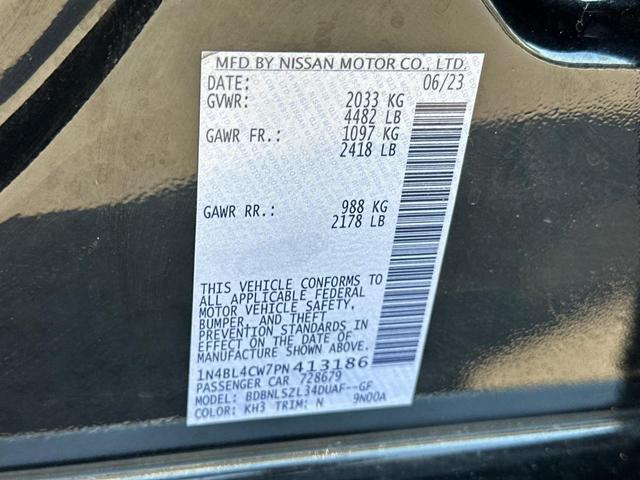 MFD BY NISSAN MOTOR CO., LTD.
DATE: 06/23
GVWR: 2033 KG
4482 LB
GAWR FR.: 1097 KG
2418 LB
GAWR RR.: 988 KG
2178 LB
THIS VEHICLE CONFORMS TO
ALL APPLICABLE FEDERAL
MOTOR VEHICLE SAFETY,
BUMPER, AND THEFT
PREVENTION STANDARDS IN
EFFECT ON THE DATE OF
MANUFACTURE SHOWN ABOVE.
1N4BL4CW7PN413186
PASSENGER CAR 728679
MODEL: BDBNLSZL34DUAF--GF
COLOR: KH3 TRIM: N 9N00A